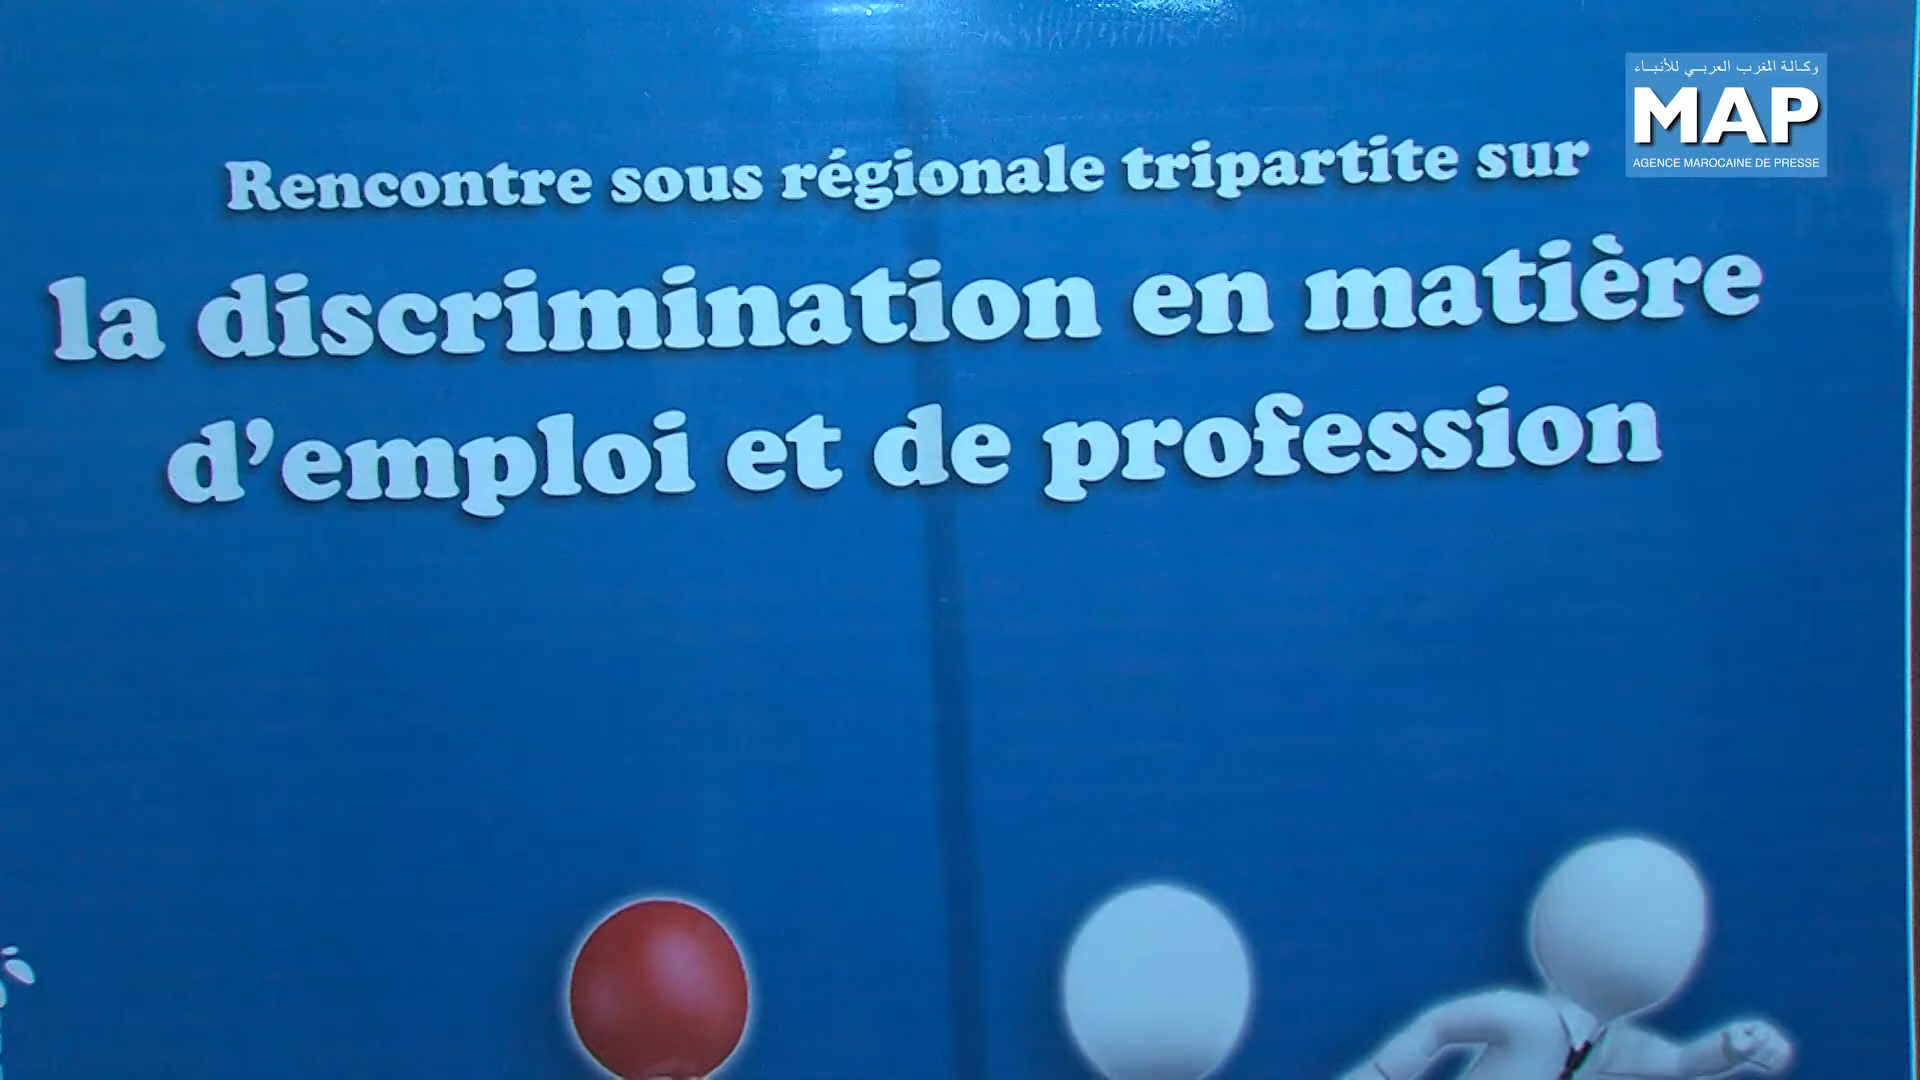 وكالة المغرب العربي للأنباء
MAP
AGENCE MAROCAINE DE PRESSE
Rencontre sous régionale tripartite sur
la discrimination en matière
d'emploi et de profession